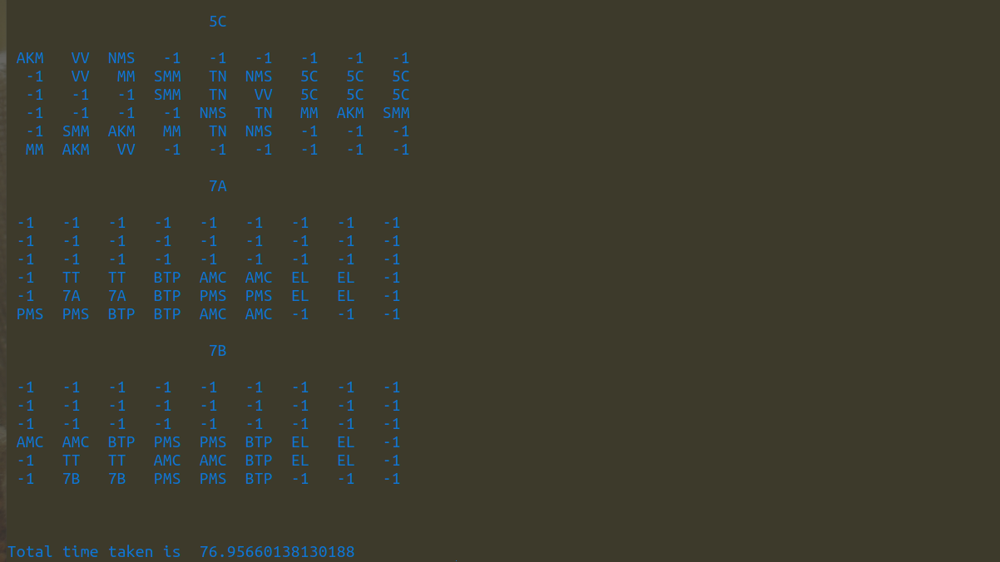 5C
AKM VV NMS -1 -1 -1 -1 -1 -1
-1 VV MM SMM TN NMS 5C 5C 5C
-1 -1 -1 SMM TN VV 5C 5C 5C
-1 -1 -1 -1 NMS TN MM AKM SMM
-1 SMM AKM MM TN NMS -1 -1 -1
MM AKM VV -1 -1 -1 -1 -1 -1
7A
-1 -1 -1 -1 -1 -1 -1 -1 -1
-1 -1 -1 -1 -1 -1 -1 -1 -1
-1 -1 -1 -1 -1 -1 -1 -1 -1
-1 TT TT BTP AMC AMC EL EL -1
-1 7A 7A BTP PMS PMS EL EL -1
PMS PMS BTP BTP AMC AMC -1 -1 -1
7B
-1 -1 -1 -1 -1 -1 -1 -1 -1
-1 -1 -1 -1 -1 -1 -1 -1 -1
-1 -1 -1 -1 -1 -1 -1 -1 -1
AMC AMC BTP PMS PMS BTP EL EL -1
-1 TT TT AMC AMC BTP EL EL -1
-1 7B 7B PMS PMS BTP -1 -1 -1
Total time taken is 76.95660138130188